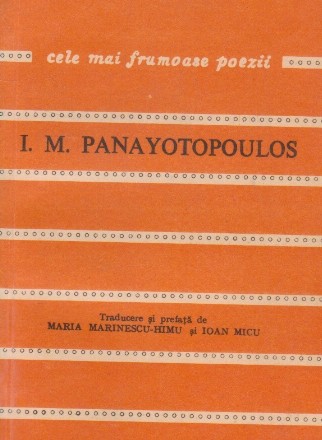 cele mai frumoase poezii
I. M. PANAYOTOPOULOS
Traducere și prefață de
MARIA MARINESCU-HIMU și IOAN MICU